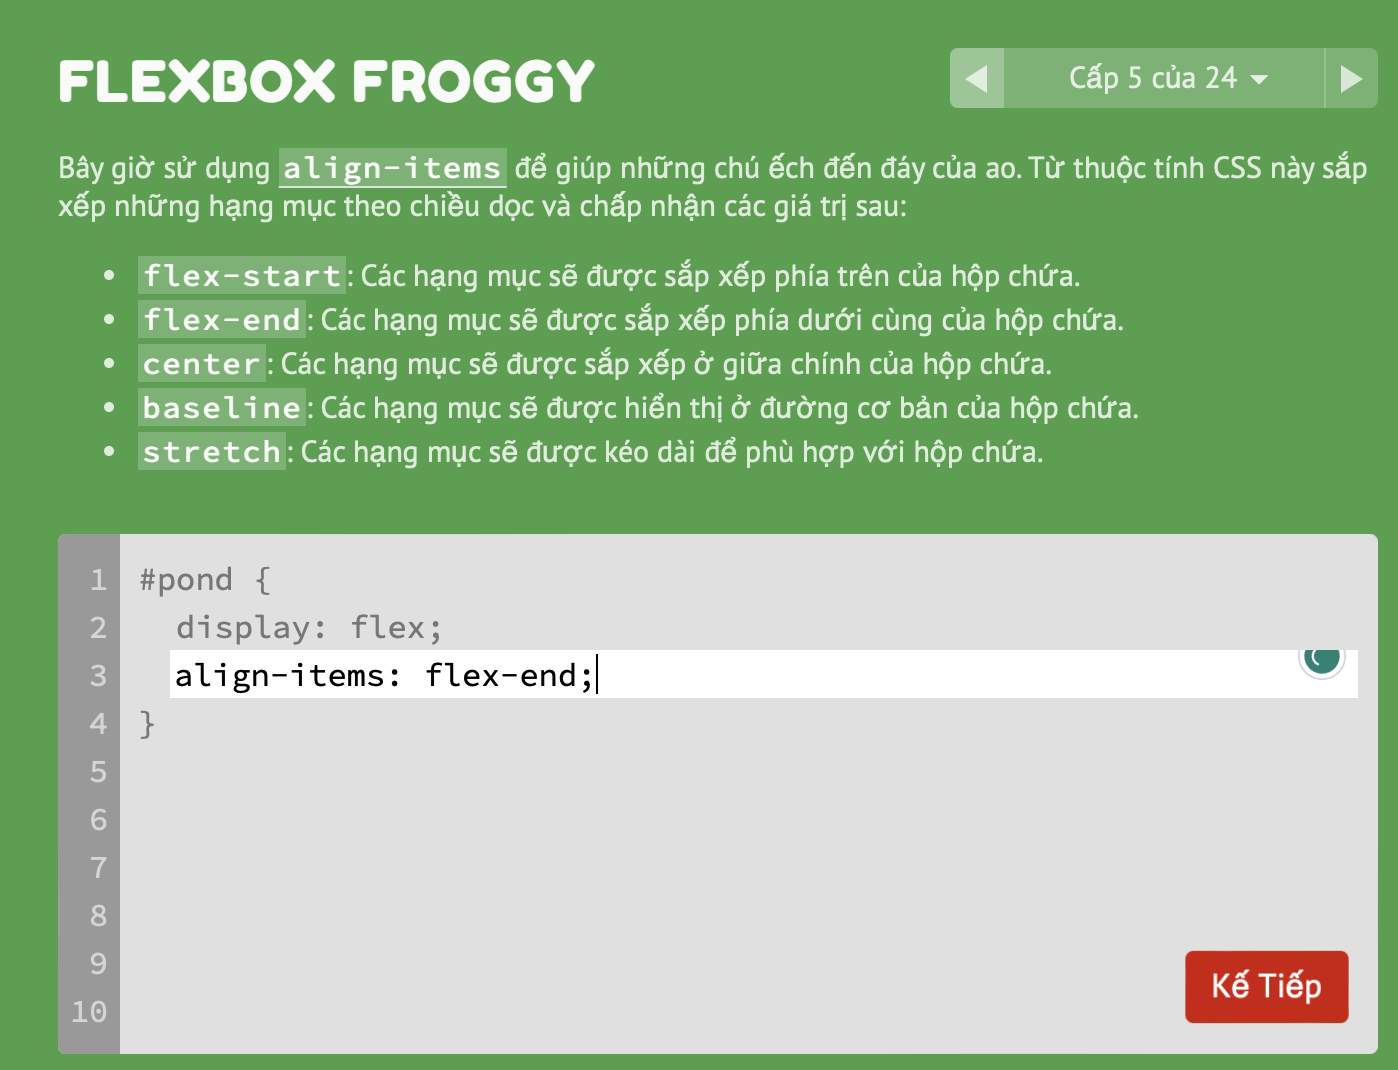 FLEXBOX FROGGY
Cấp 5 của 24
Bây giờ sử dụng align-items để giúp những chú ếch đến đáy của ao. Từ thuộc tính CSS này sắp
xếp những hạng mục theo chiều dọc và chấp nhận các giá trị sau:
• flex-start: Các hạng mục sẽ được sắp xếp phía trên của hộp chứa.
• flex-end: Các hạng mục sẽ được sắp xếp phía dưới cùng của hộp chứa.
• center: Các hạng mục sẽ được sắp xếp ở giữa chính của hộp chứa.
• baseline: Các hạng mục sẽ được hiển thị ở đường cơ bản của hộp chứa.
• stretch: Các hạng mục sẽ được kéo dài để phù hợp với hộp chứa.
1 #pond {
2 display: flex;
3 align-items: flex-end;
4 }
5
6
7
8
9
10
Kế Tiếp